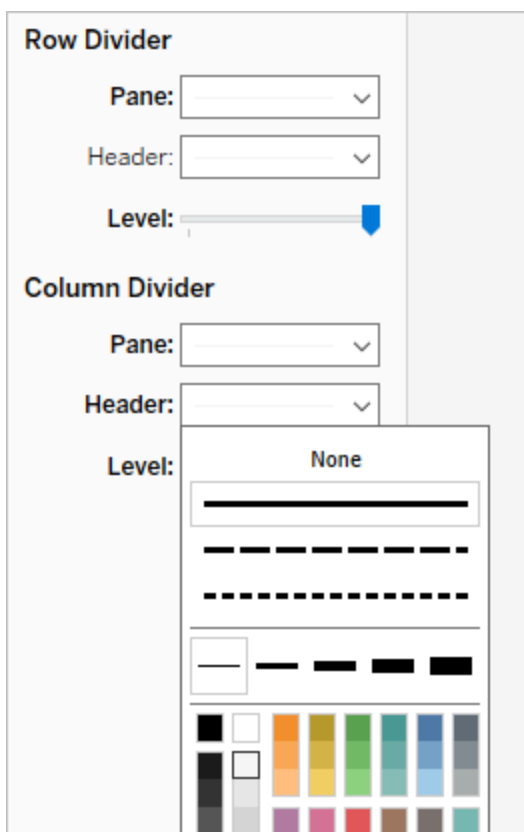 Row Divider
Pane:
Header:
Level:
Column Divider
Pane:
Header:
Level:
None